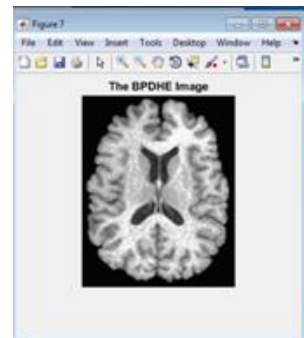 Figure 7
File Edit View Insert Tools Desktop Window Help
The BPDHE Image